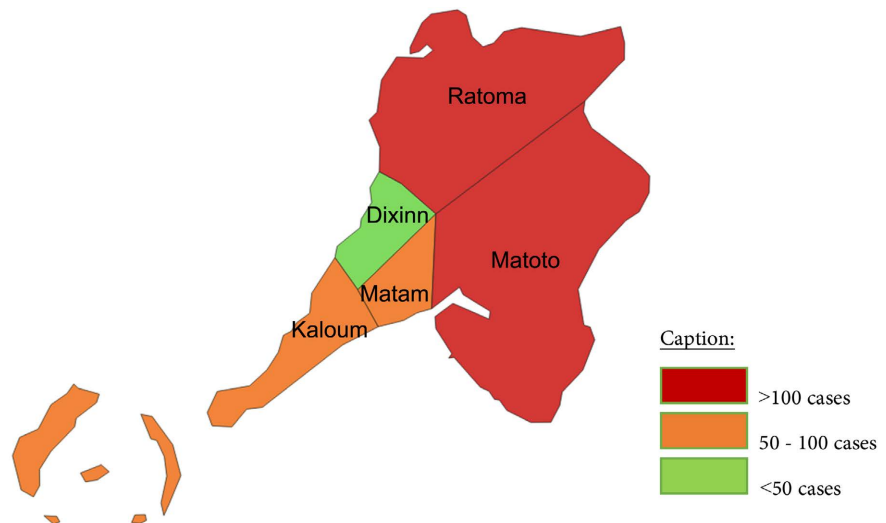 Ratoma
Dixinn
Matoto
Matam
Kaloum
Caption:
>100 cases
50 - 100 cases
<50 cases